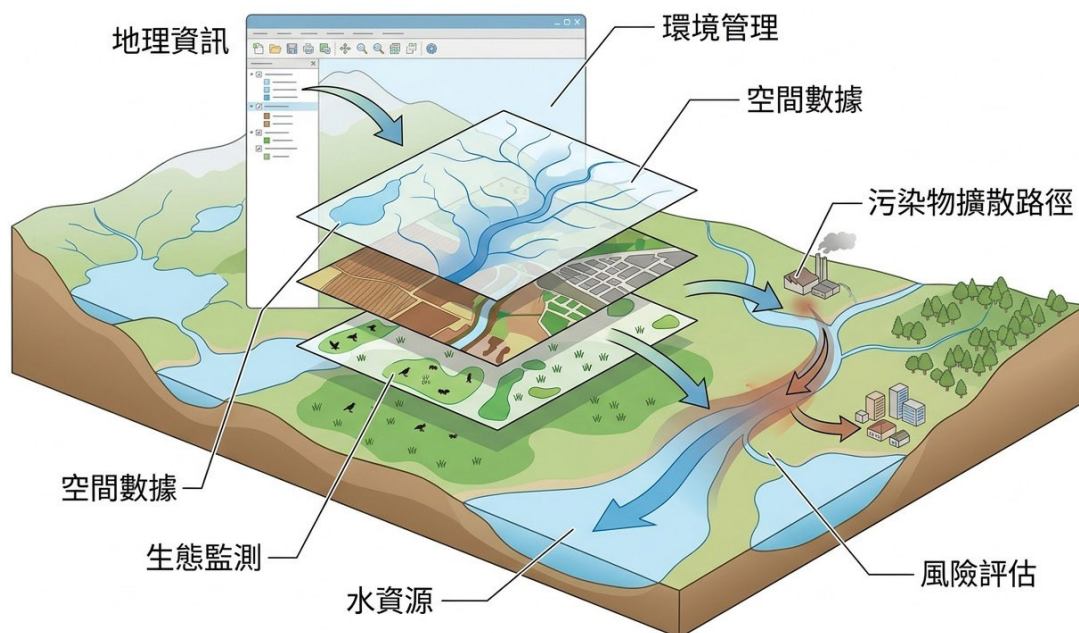 地理資訊
環境管理
空間數據
污染物擴散路徑
空間數據
生態監測
水資源
風險評估